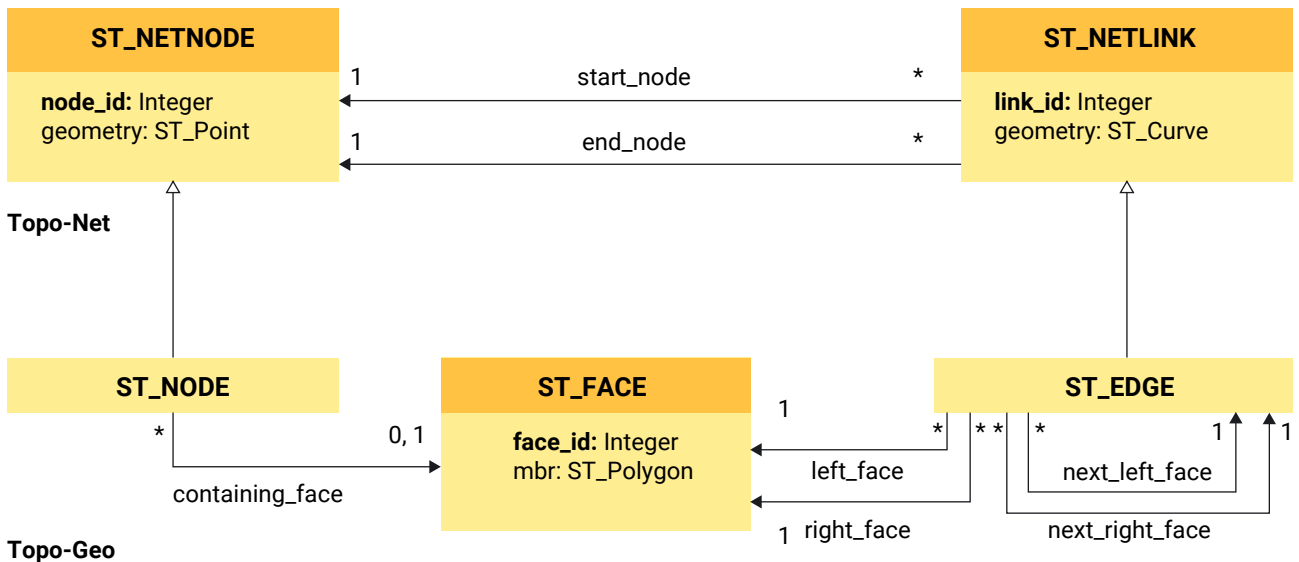 ST_NETNODE
node_id: Integer
geometry: ST_Point
1
start_node
*
1
end_node
*
ST_NETLINK
link_id: Integer
geometry: ST_Curve
Topo-Net
ST_NODE
*
0, 1
containing_face
ST_FACE
face_id: Integer
mbr: ST_Polygon
1
*
left_face
1
*
right_face
ST_EDGE
*
*
1
1
next_left_face
next_right_face
Topo-Geo